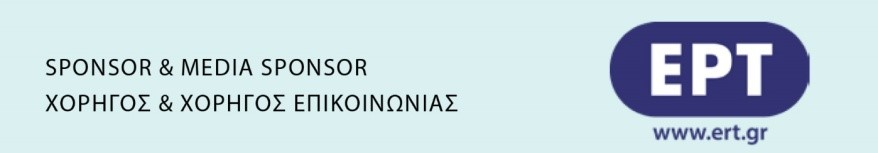 SPONSOR & MEDIA SPONSOR
ΧΟΡΗΓΟΣ & ΧΟΡΗΓΟΣ ΕΠΙΚΟΙΝΩΝΙΑΣ
ΕΡΤ
www.ert.gr